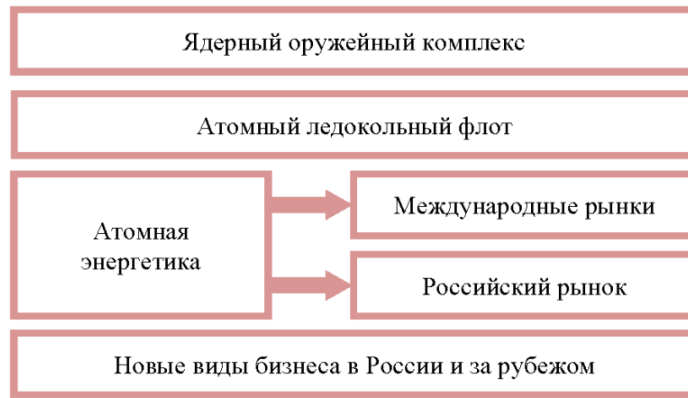 Ядерный оружейный комплекс
Атомный ледокольный флот
Атомная
энергетика
Международные рынки
Российский рынок
Новые виды бизнеса в России и за рубежом